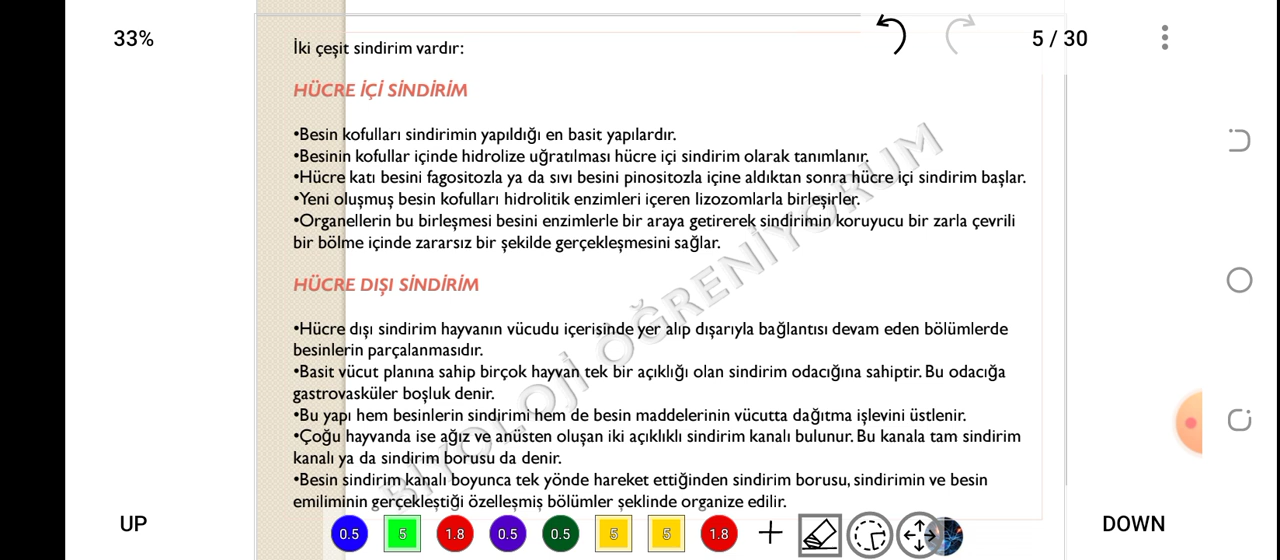 33%
5 / 30
İki çeşit sindirim vardır:
HÜCRE İÇİ SİNDİRİM
•Besin kofulları sindirimin yapıldığı en basit yapılardır.
•Besinin kofullar içinde hidrolize uğratılması hücre içi sindirim olarak tanımlanır.
•Hücre katı besini fagositozla ya da sıvı besini pinositozla içine aldıktan sonra hücre içi sindirim başlar.
•Yeni oluşmuş besin kofulları hidrolitik enzimleri içeren lizozomlarla birleşirler.
•Organellerin bu birleşmesi besini enzimlerle bir araya getirerek sindirimin koruyucu bir zarla çevrili
bir bölme içinde zararsız bir şekilde gerçekleşmesini sağlar.
HÜCRE DIŞI SİNDİRİM
•Hücre dışı sindirim hayvanın vücudu içerisinde yer alıp dışarıyla bağlantısı devam eden bölümlerde
besinlerin parçalanmasıdır.
•Basit vücut planına sahip birçok hayvan tek bir açıklığı olan sindirim odacığına sahiptir. Bu odacığa
gastrovasküler boşluk denir.
•Bu yapı hem besinlerin sindirimi hem de besin maddelerinin vücutta dağıtma işlevini üstlenir.
•Çoğu hayvanda ise ağız ve anüsten oluşan iki açıklıklı sindirim kanalı bulunur. Bu kanala tam sindirim
kanalı ya da sindirim borusu da denir.
•Besin sindirim kanalı boyunca tek yönde hareket ettiğinden sindirim borusu, sindirimin ve besin
emiliminin gerçekleştiği özelleşmiş bölümler şeklinde organize edilir.
BİYOLOJİ ÖĞRENİYORUM
UP
0.5 5 1.8 0.5 0.5 5 5 1.8
DOWN